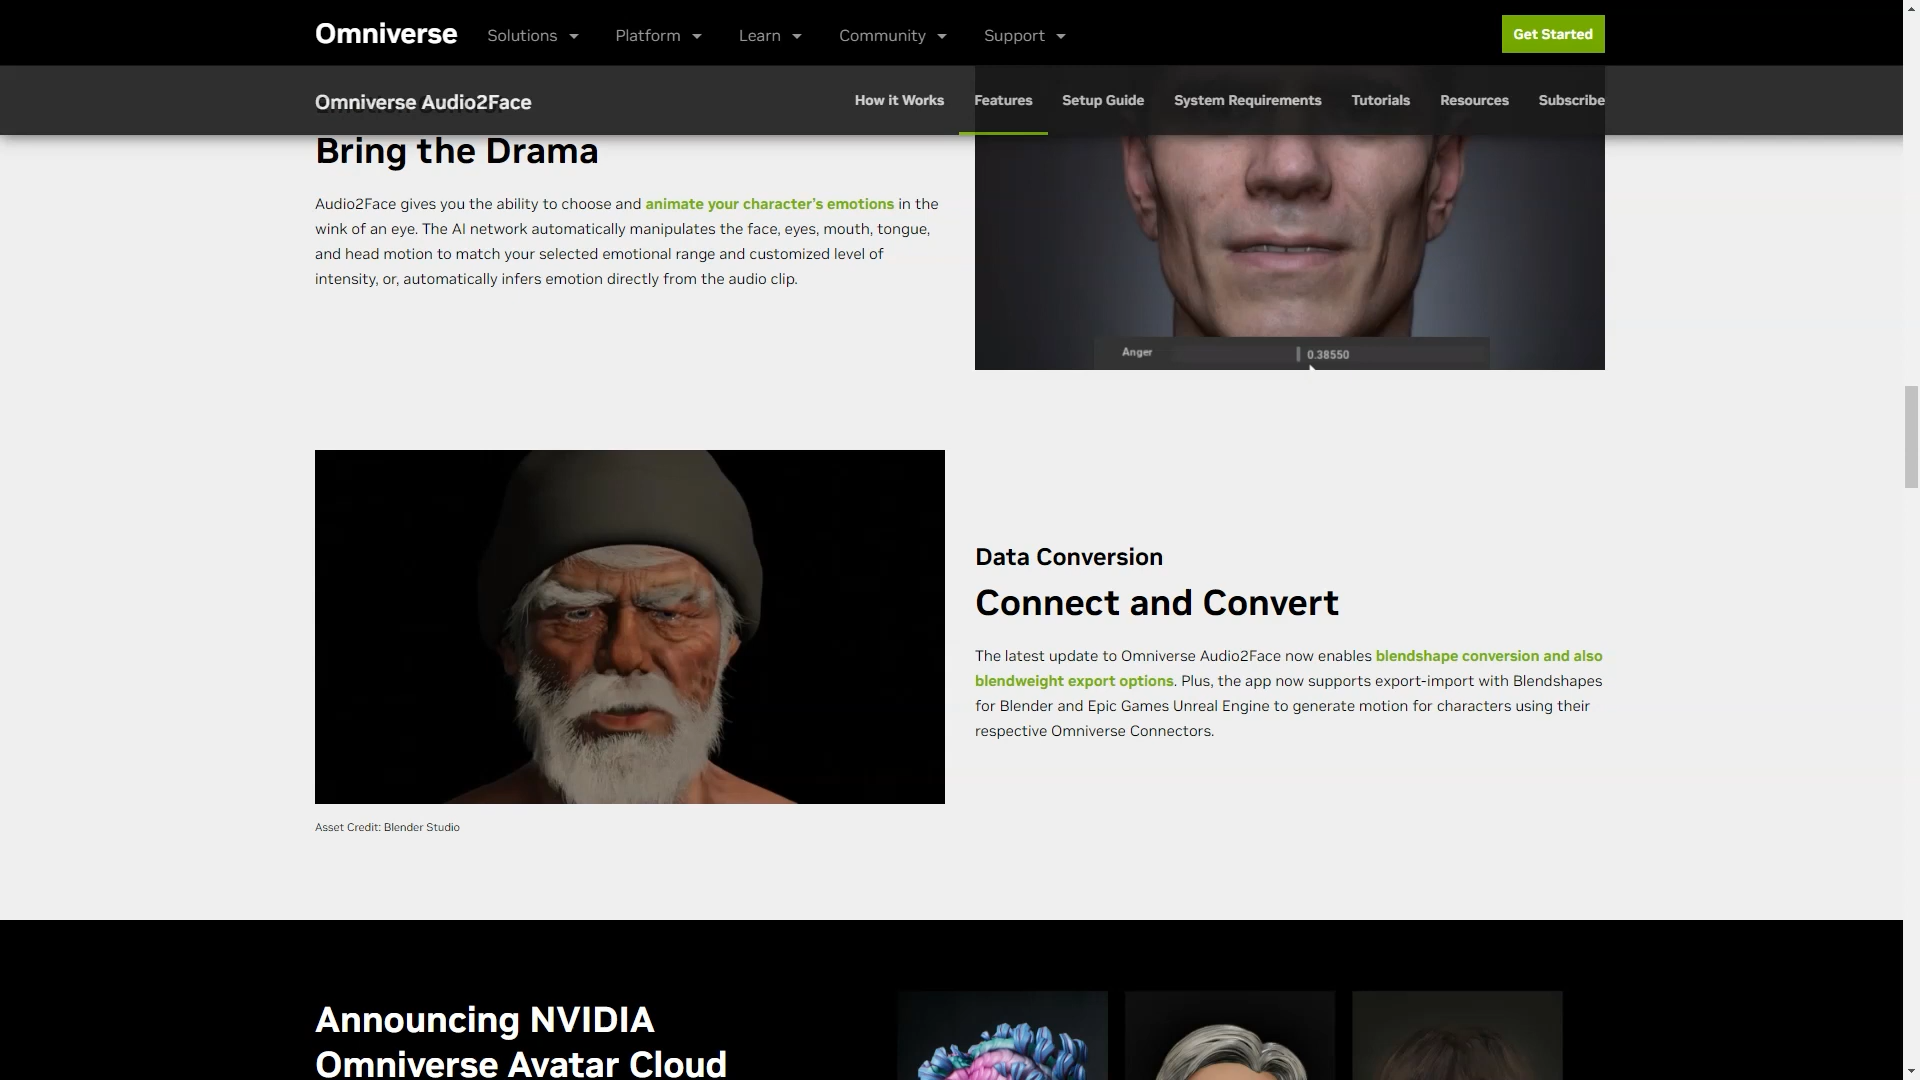 Omniverse
Solutions
Platform
Learn
Community
Support
Get Started
Omniverse Audio2Face
How it Works
Features
Setup Guide
System Requirements
Tutorials
Resources
Subscribe
Bring the Drama
Audio2Face gives you the ability to choose and animate your character's emotions in the
wink of an eye. The AI network automatically manipulates the face, eyes, mouth, tongue,
and head motion to match your selected emotional range and customized level of
intensity, or, automatically infers emotion directly from the audio clip.
Anger
0.38550
Data Conversion
Connect and Convert
The latest update to Omniverse Audio2Face now enables blendshape conversion and also
blendweight export options. Plus, the app now supports export-import with Blendshapes
for Blender and Epic Games Unreal Engine to generate motion for characters using their
respective Omniverse Connectors.
Asset Credit: Blender Studio
Announcing NVIDIA
Omniverse Avatar Cloud